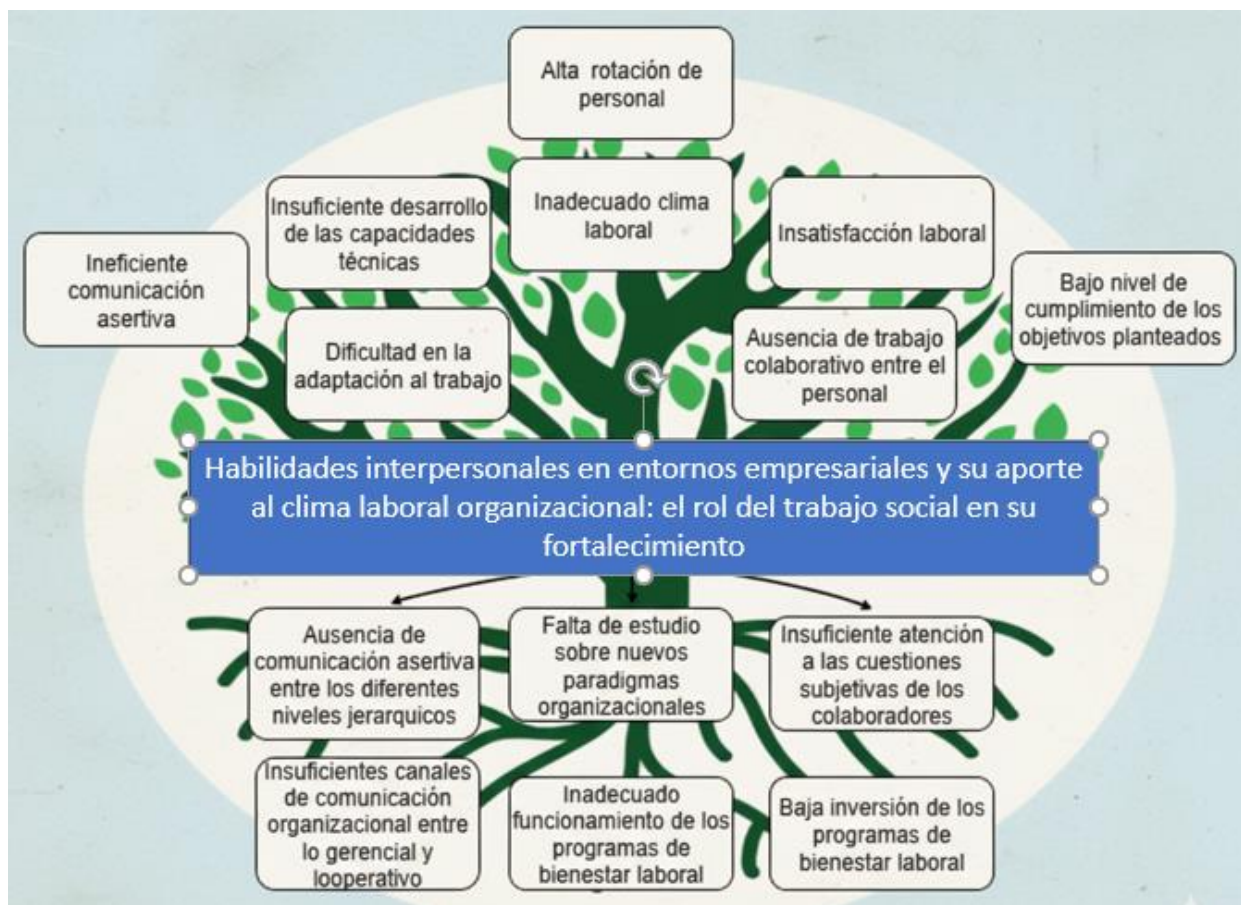 Alta rotación de
personal
Inadecuado clima
laboral
Insuficiente desarrollo
de las capacidades
técnicas
Insatisfacción laboral
Ineficiente
comunicación
asertiva
Bajo nivel de
cumplimiento de los
objetivos planteados
Dificultad en la
adaptación al trabajo
Ausencia de trabajo
colaborativo entre el
personal
Habilidades interpersonales en entornos empresariales y su aporte
al clima laboral organizacional: el rol del trabajo social en su
fortalecimiento
Ausencia de
comunicación asertiva
entre los diferentes
niveles jerarquicos
Falta de estudio
sobre nuevos
paradigmas
organizacionales
Insuficiente atención
a las cuestiones
subjetivas de los
colaboradores
Insuficientes canales
de comunicación
organizacional entre
lo gerencial y
looperativo
Inadecuado
funcionamiento de los
programas de
bienestar laboral
Baja inversión de los
programas de
bienestar laboral